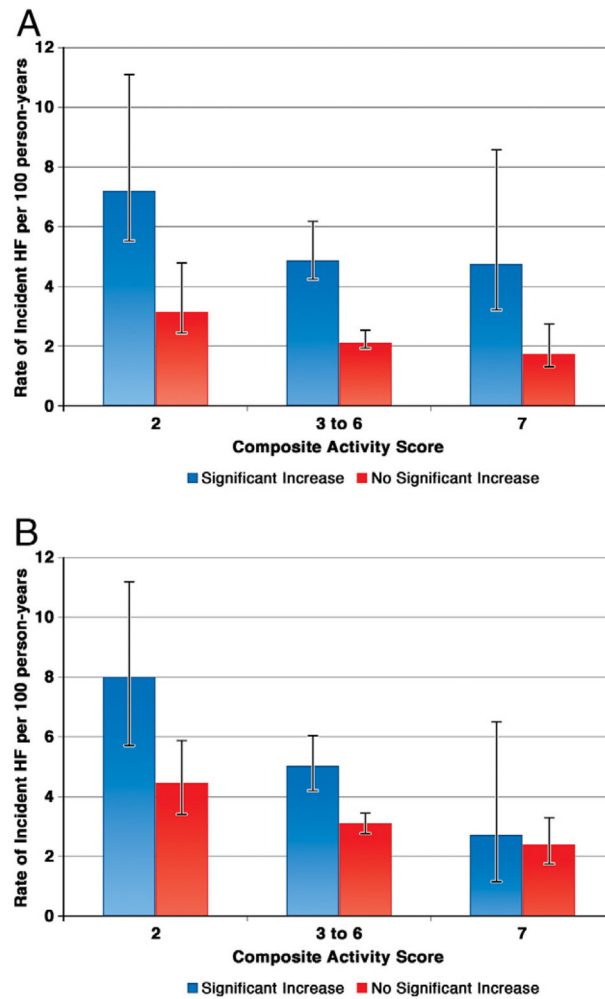 A
Rate of Incident HF per 100 person-years
12
10
8
6
4
2
0
2
3 to 6
7
Composite Activity Score
Significant Increase
No Significant Increase
B
Rate of Incident HF per 100 person-years
12
10
8
6
4
2
0
2
3 to 6
7
Composite Activity Score
Significant Increase
No Significant Increase